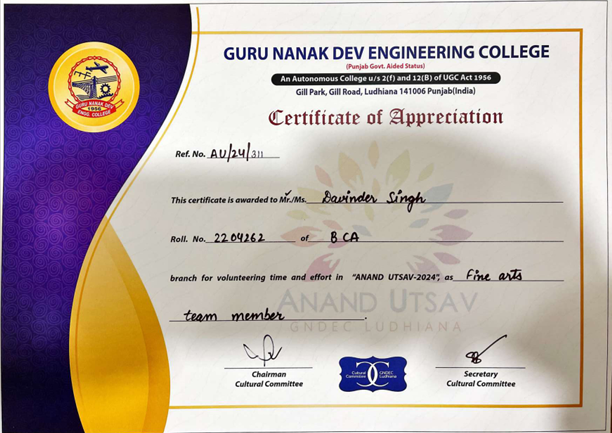 GURU NANAK DEV ENGINEERING COLLEGE
(Punjab Govt. Aided Status)
An Autonomous College u/s 2(f) and 12(B) of UGC Act 1956
Gill Park, Gill Road, Ludhiana 141006 Punjab(India)
GURU NANAK DEV
1956
ENGG. COLLEGE
Certificate of Appreciation
Ref. No. AU/24/311
This certificate is awarded to Mr./Ms. Davinder Singh
Roll. No. 2204262 of BCA
branch for volunteering time and effort in "ANAND UTSAV-2024", as Fine arts
ANAND UTSAV
team member
GNDEC LUDHIANA
Chairman
Cultural Committee
Cultural Committee GNDEC Ludhiana
Secretary
Cultural Committee